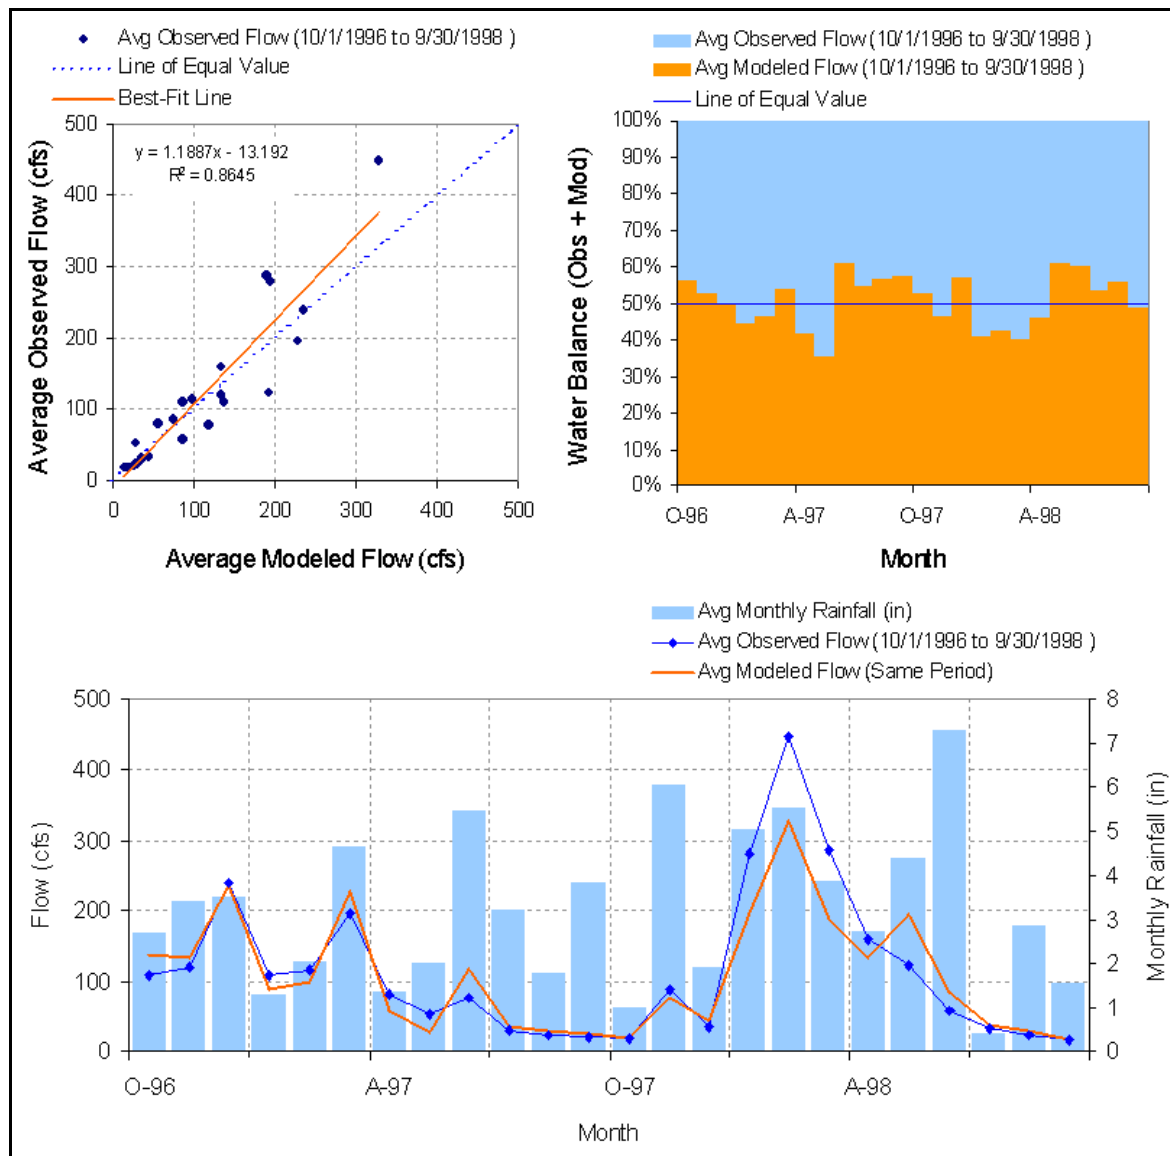 Avg Observed Flow (10/1/1996 to 9/30/1998 )
Line of Equal Value
Best-Fit Line
500
400
300
200
100
0
y = 1.1887x - 13.192
R² = 0.8645
Average Observed Flow (cfs)
0 100 200 300 400 500
Average Modeled Flow (cfs)
Avg Observed Flow (10/1/1996 to 9/30/1998 )
Avg Modeled Flow (10/1/1996 to 9/30/1998 )
Line of Equal Value
100%
90%
80%
70%
60%
50%
40%
30%
20%
10%
0%
Water Balance (Obs + Mod)
O-96 A-97 O-97 A-98
Month
Avg Monthly Rainfall (in)
Avg Observed Flow (10/1/1996 to 9/30/1998 )
Avg Modeled Flow (Same Period)
500
400
300
200
100
0
Flow (cfs)
8
7
6
5
4
3
2
1
0
Monthly Rainfall (in)
O-96 A-97 O-97 A-98
Month